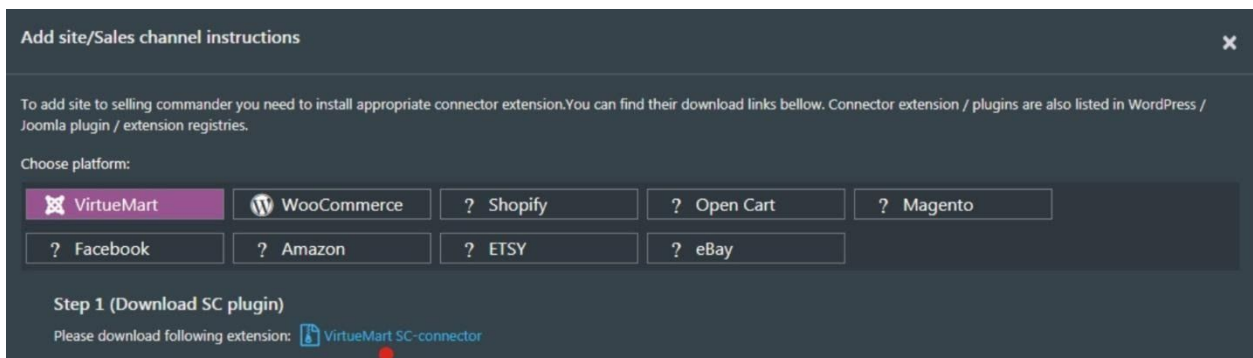 Add site/Sales channel instructions
To add site to selling commander you need to install appropriate connector extension.You can find their download links bellow. Connector extension / plugins are also listed in WordPress /
Joomla plugin / extension registries.
Choose platform:
VirtueMart WooCommerce ? Shopify ? Open Cart ? Magento
? Facebook ? Amazon ? ETSY ? eBay
Step 1 (Download SC plugin)
Please download following extension: VirtueMart SC-connector